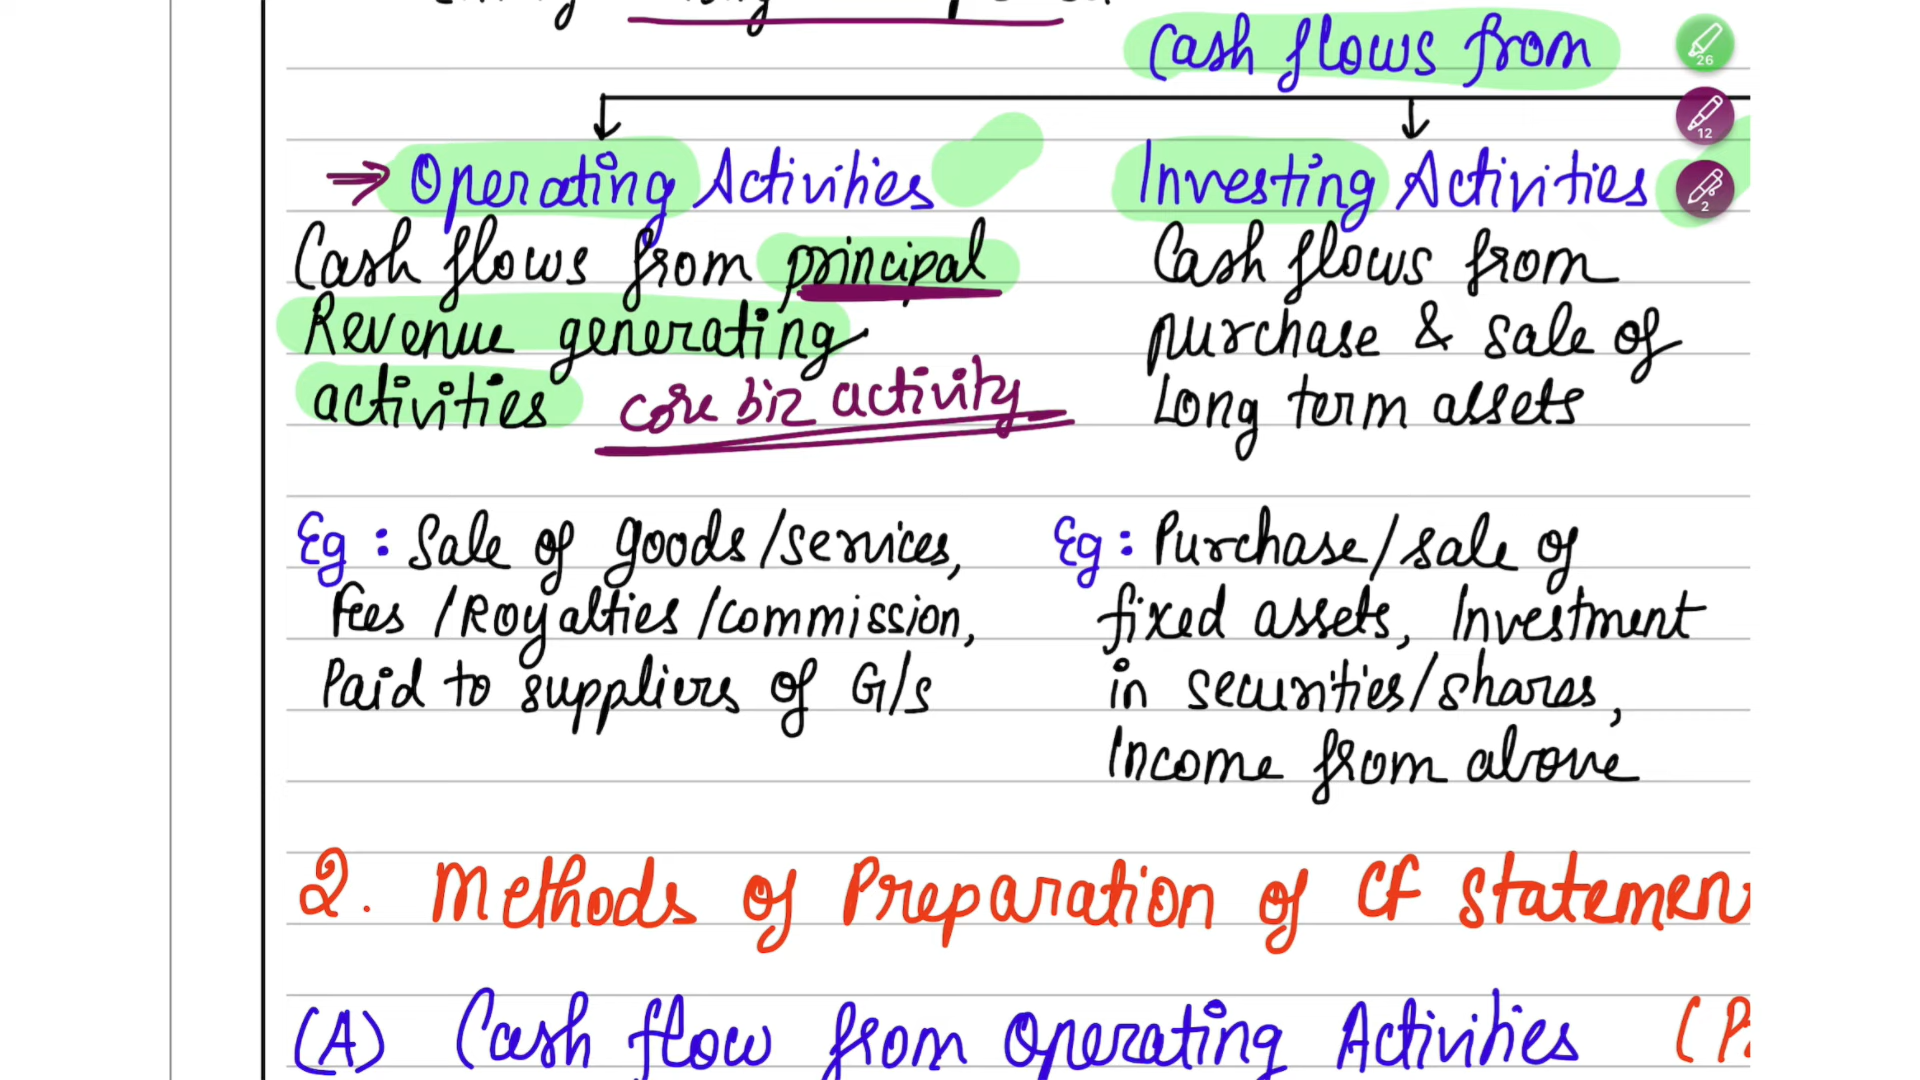 Cash flows from
26
12
→ Operating Activities
Investing Activities
2
Cash flows from principal
Revenue generating
activities core biz activity
Cash flows from
purchase & sale of
Long term assets
Eg : Sale of goods/services,
Fees /Royalties/commission,
Paid to suppliers of G/s
Eg : Purchase/sale of
fixed assets, Investment
in securities/shares,
Income from above
2. Methods of Preparation of CF Statemen
(A) Cash flow from Operating Activities (P